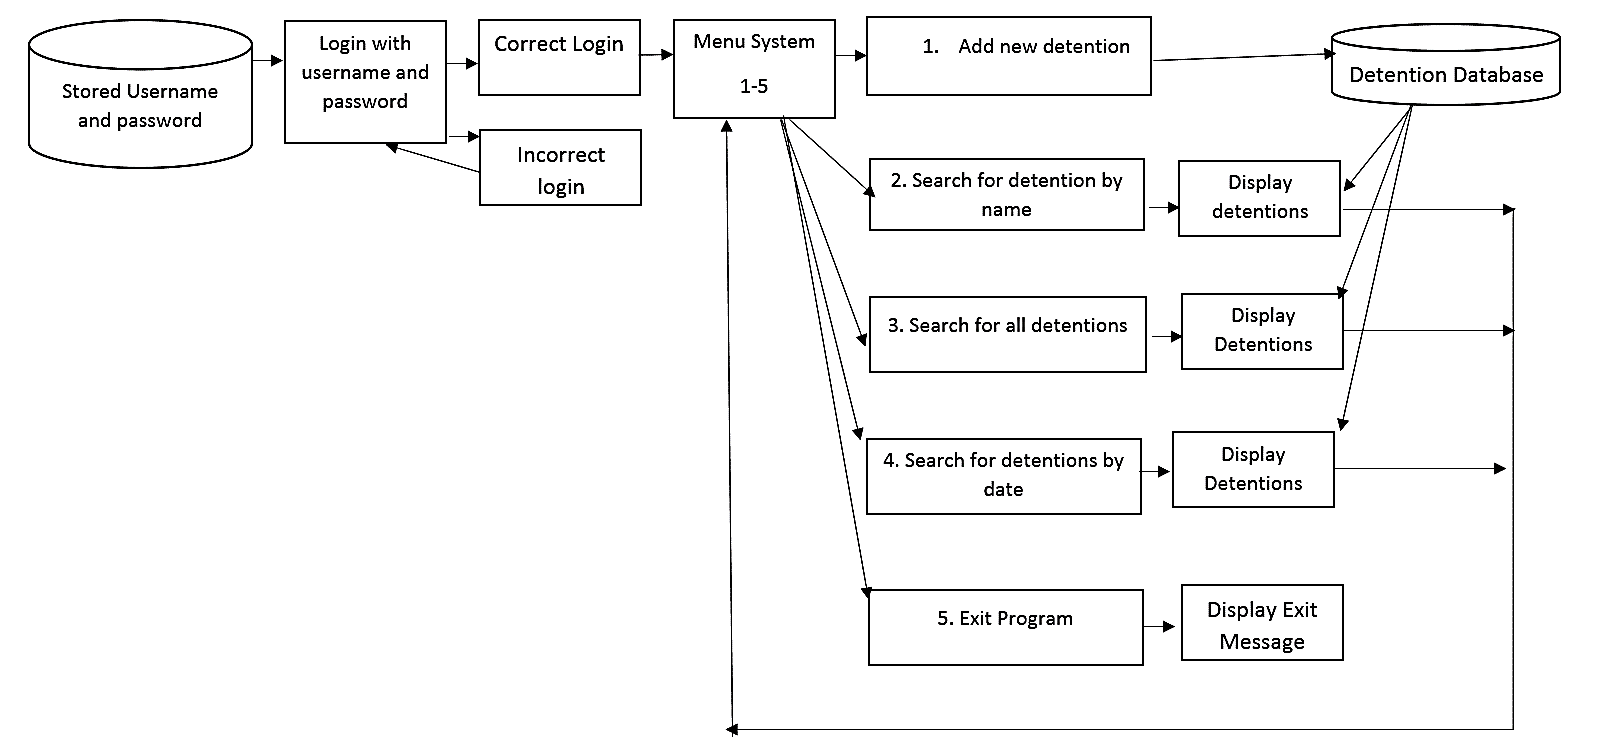 Stored Username
and password
Login with
username and
password
Correct Login
Incorrect
login
Menu System
1-5
1. Add new detention
Detention Database
2. Search for detention by
name
Display
detentions
3. Search for all detentions
Display
Detentions
4. Search for detentions by
date
Display
Detentions
5. Exit Program
Display Exit
Message